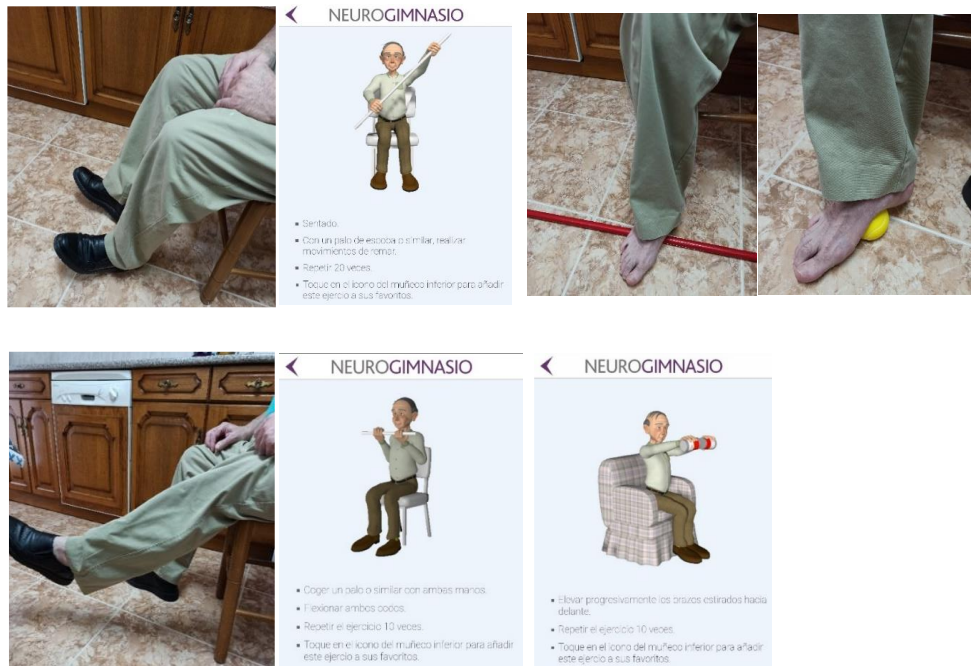 NEUROGIMNASIO
▪ Sentado.
▪ Con un palo de escoba o similar, realizar
movimientos de remar.
▪ Repetir 20 veces.
▪ Toque en el icono del muñeco inferior para añadir
este ejercio a sus favoritos.
NEUROGIMNASIO
▪ Coger un palo o similar con ambas manos.
▪ Flexionar ambos codos.
▪ Repetir el ejercicio 10 veces.
▪ Toque en el icono del muñeco inferior para añadir
este ejercio a sus favoritos.
NEUROGIMNASIO
▪ Elevar progresivamente los brazos estirados hacia
delante.
▪ Repetir el ejercicio 10 veces.
▪ Toque en el icono del muñeco inferior para añadir
este ejercio a sus favoritos.